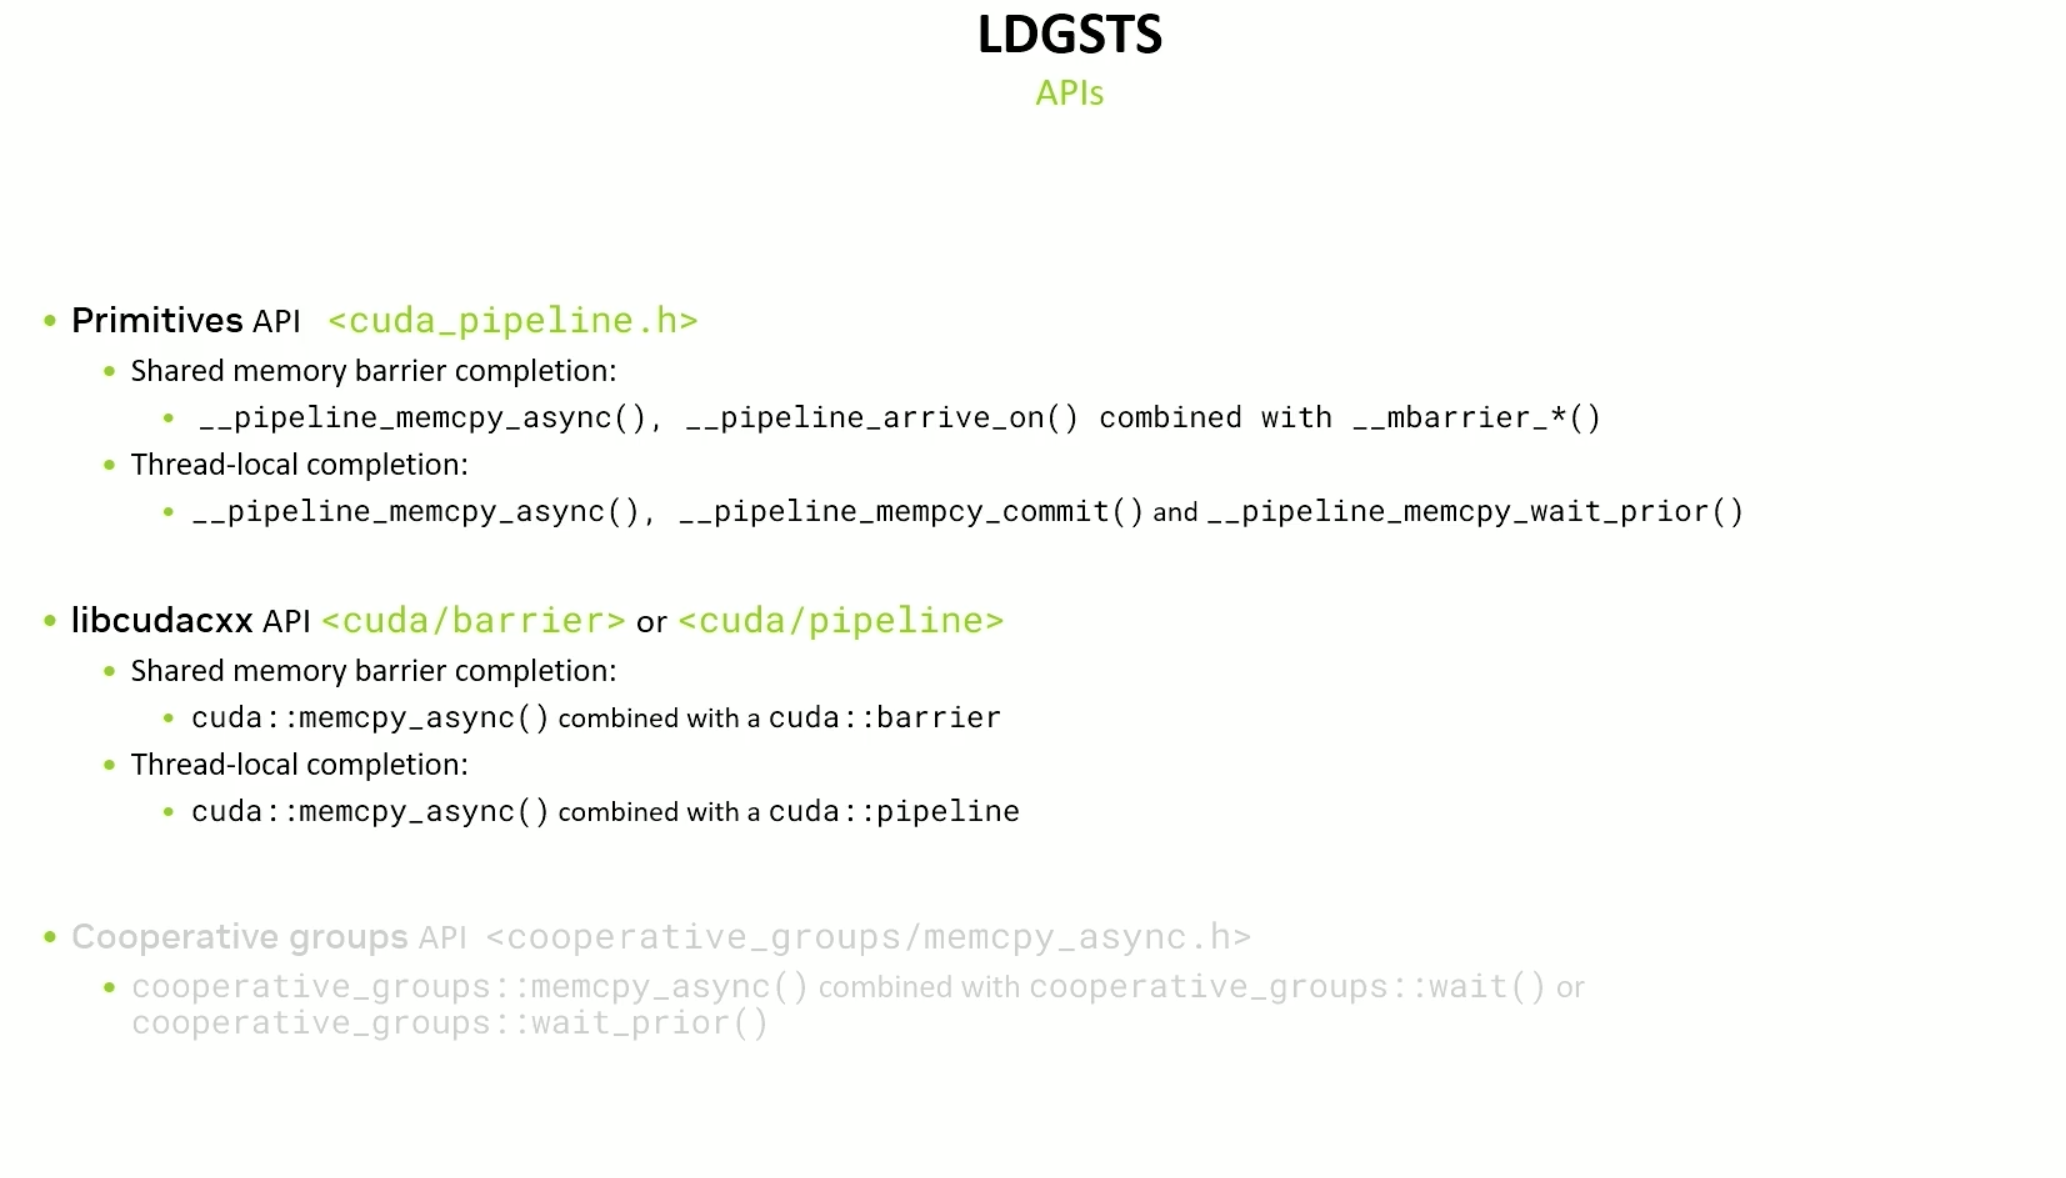 LDGSTS
APIs
• Primitives API <cuda_pipeline.h>
• Shared memory barrier completion:
• __pipeline_memcpy_async(), __pipeline_arrive_on() combined with __mbarrier_*()
• Thread-local completion:
• __pipeline_memcpy_async(), __pipeline_mempcy_commit() and __pipeline_memcpy_wait_prior()
• libcudacxx API <cuda/barrier> or <cuda/pipeline>
• Shared memory barrier completion:
• cuda::memcpy_async() combined with a cuda::barrier
• Thread-local completion:
• cuda::memcpy_async() combined with a cuda::pipeline
• Cooperative groups API <cooperative_groups/memcpy_async.h>
• cooperative_groups::memcpy_async() combined with cooperative_groups::wait() or
cooperative_groups::wait_prior()